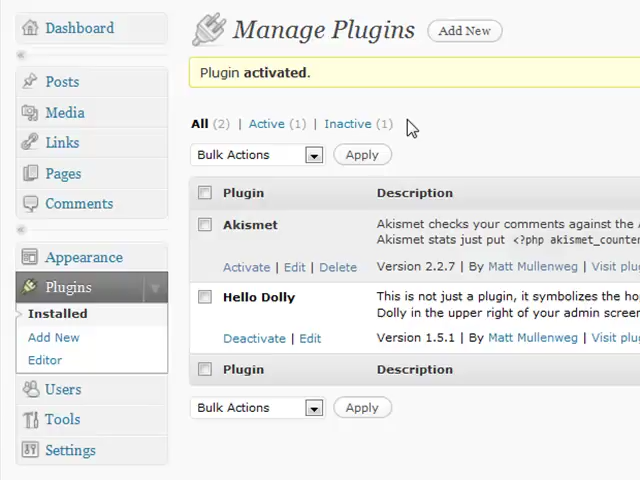 Dashboard
Posts
Media
Links
Pages
Comments
Appearance
Plugins
Installed
Add New
Editor
Users
Tools
Settings
Manage Plugins Add New
Plugin activated.
All (2) | Active (1) | Inactive (1)
Bulk Actions Apply
Plugin Description
Akismet Akismet checks your comments against the
Akismet stats just put <?php akismet_counter
Activate | Edit | Delete Version 2.2.7 | By Matt Mullenweg | Visit
Hello Dolly This is not just a plugin, it symbolizes the
Dolly in the upper right of your admin screen
Deactivate | Edit Version 1.5.1 | By Matt Mullenweg | Visit
Plugin Description
Bulk Actions Apply